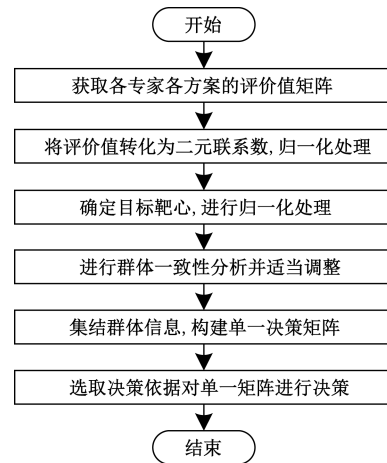 开始
获取各专家各方案的评价值矩阵
将评价值转化为二元联系数,归一化处理
确定目标靶心,进行归一化处理
进行群体一致性分析并适当调整
集结群体信息,构建单一决策矩阵
选取决策依据对单一矩阵进行决策
结束